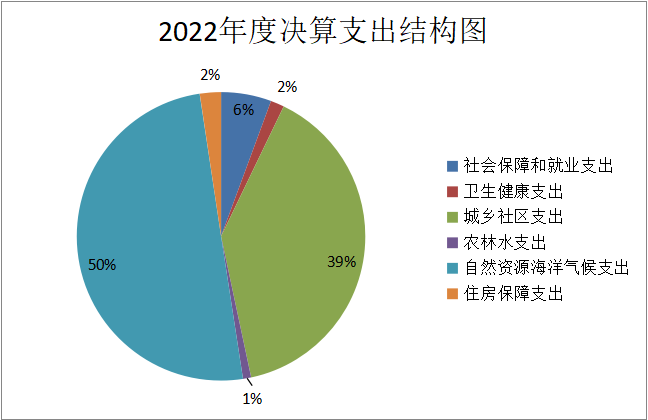 2022年度决算支出结构图
2%
6%
2%
39%
50%
1%
社会保障和就业支出
卫生健康支出
城乡社区支出
农林水支出
自然资源海洋气候支出
住房保障支出